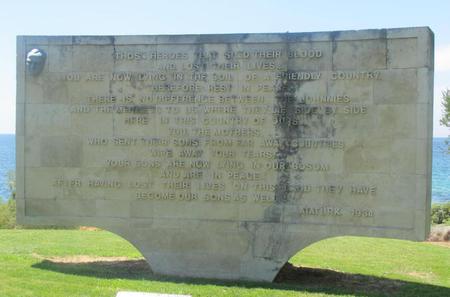 THOSE HEROES THAT SHED THEIR BLOOD
AND LOST THEIR LIVES...
YOU ARE NOW LYING IN THE SOIL OF A FRIENDLY COUNTRY.
THEREFORE REST IN PEACE.
THERE IS NO DIFFERENCE BETWEEN THE JOHNNIES
AND THE MEHMETS TO US WHERE THEY LIE SIDE BY SIDE
HERE IN THIS COUNTRY OF OURS...
YOU, THE MOTHERS,
WHO SENT THEIR SONS FROM FAR AWAY COUNTRIES
WIPE AWAY YOUR TEARS;
YOUR SONS ARE NOW LYING IN OUR BOSOM
AND ARE IN PEACE.
AFTER HAVING LOST THEIR LIVES ON THIS LAND THEY HAVE
BECOME OUR SONS AS WELL.
ATATÜRK 1934